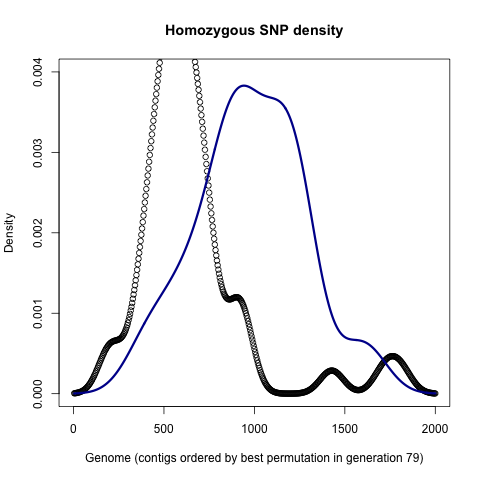 Homozygous SNP density
Density
0.004
0.003
0.002
0.001
0.000
0 500 1000 1500 2000
Genome (contigs ordered by best permutation in generation 79)